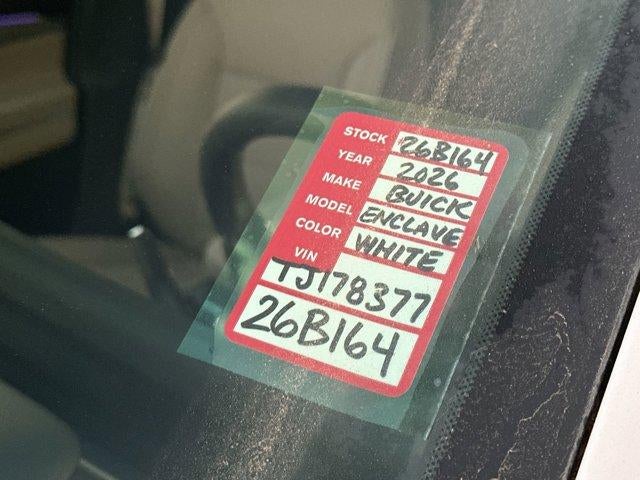 STOCK 26B164
YEAR 2026
MAKE BUICK
MODEL ENCLAVE
COLOR WHITE
VIN
TJ178377
26B164